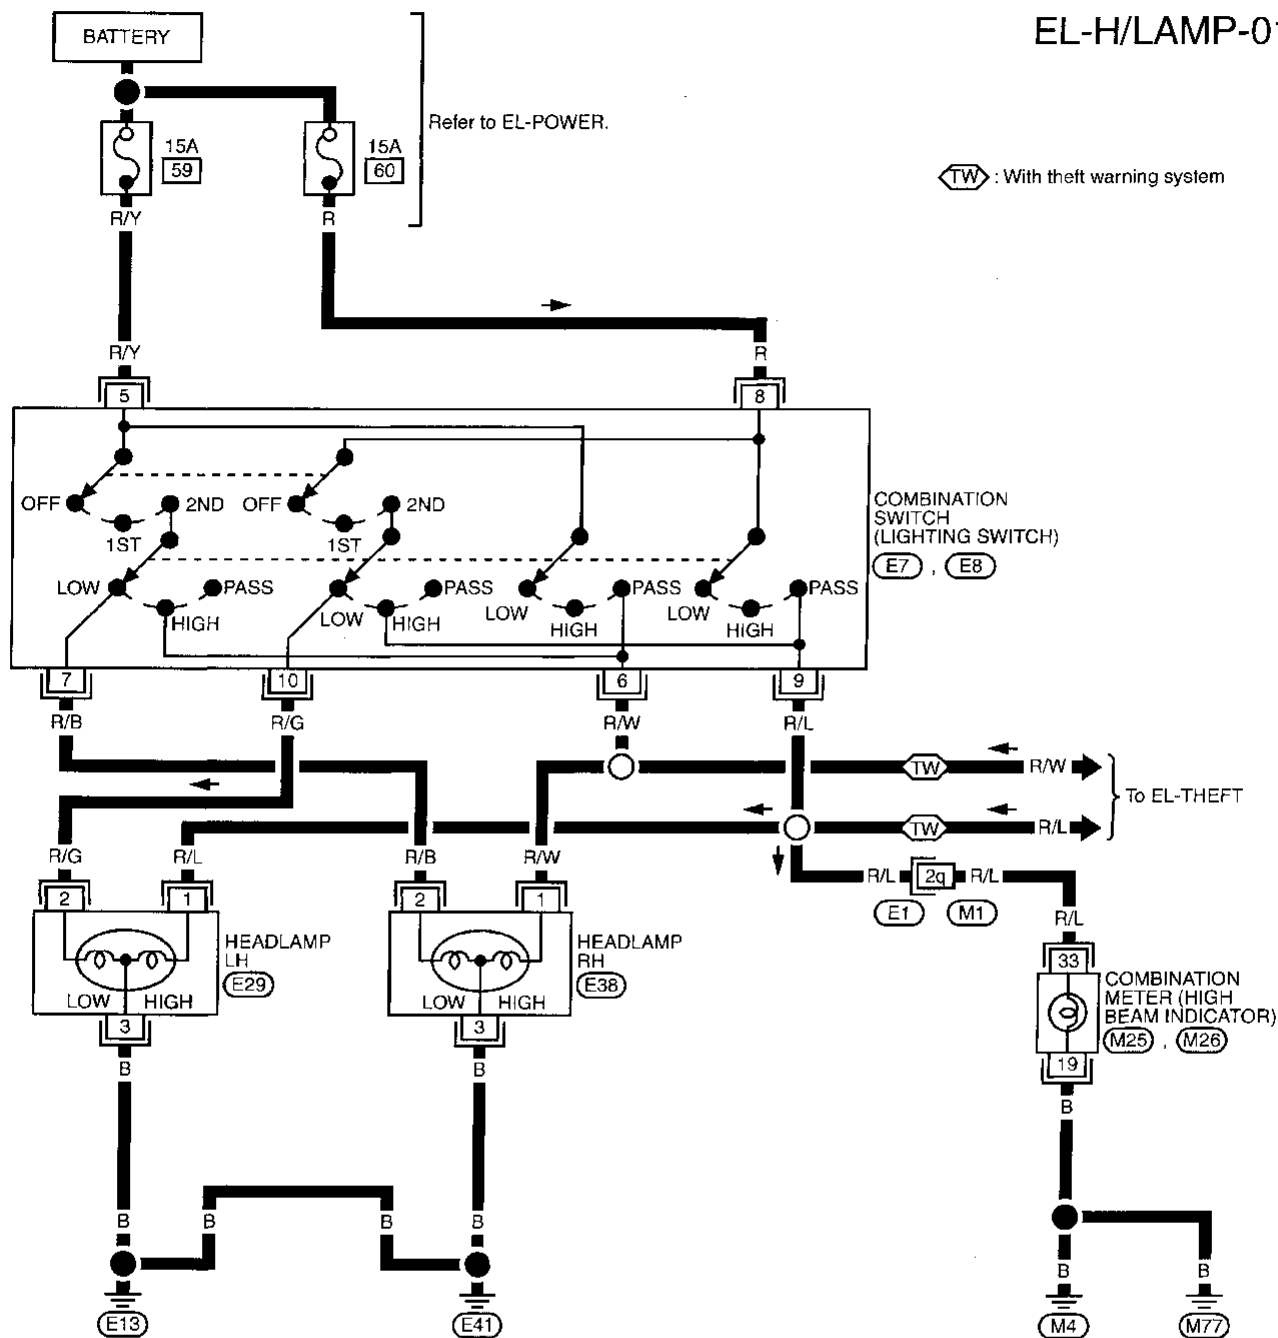 EL-H/LAMP-01
BATTERY
Refer to EL-POWER.
15A
59
15A
60
TW : With theft warning system
R/Y
R
R/Y
R
5
8
OFF
2ND
OFF
2ND
1ST
1ST
COMBINATION
SWITCH
(LIGHTING SWITCH)
E7 , E8
LOW
PASS
PASS
PASS
PASS
HIGH
LOW
HIGH
LOW
HIGH
LOW
HIGH
7
10
6
9
R/B
R/G
R/W
R/L
TW
R/W
To EL-THEFT
TW
R/L
R/G
R/L
R/B
R/W
R/L
2q
R/L
E1
M1
2
1
2
1
R/L
HEADLAMP
LH
E29
HEADLAMP
RH
E38
LOW
HIGH
LOW
HIGH
33
COMBINATION
METER (HIGH
BEAM INDICATOR)
M25 , M26
3
3
19
B
B
B
B
B
B
B
B
B
E13
E41
M4
M77